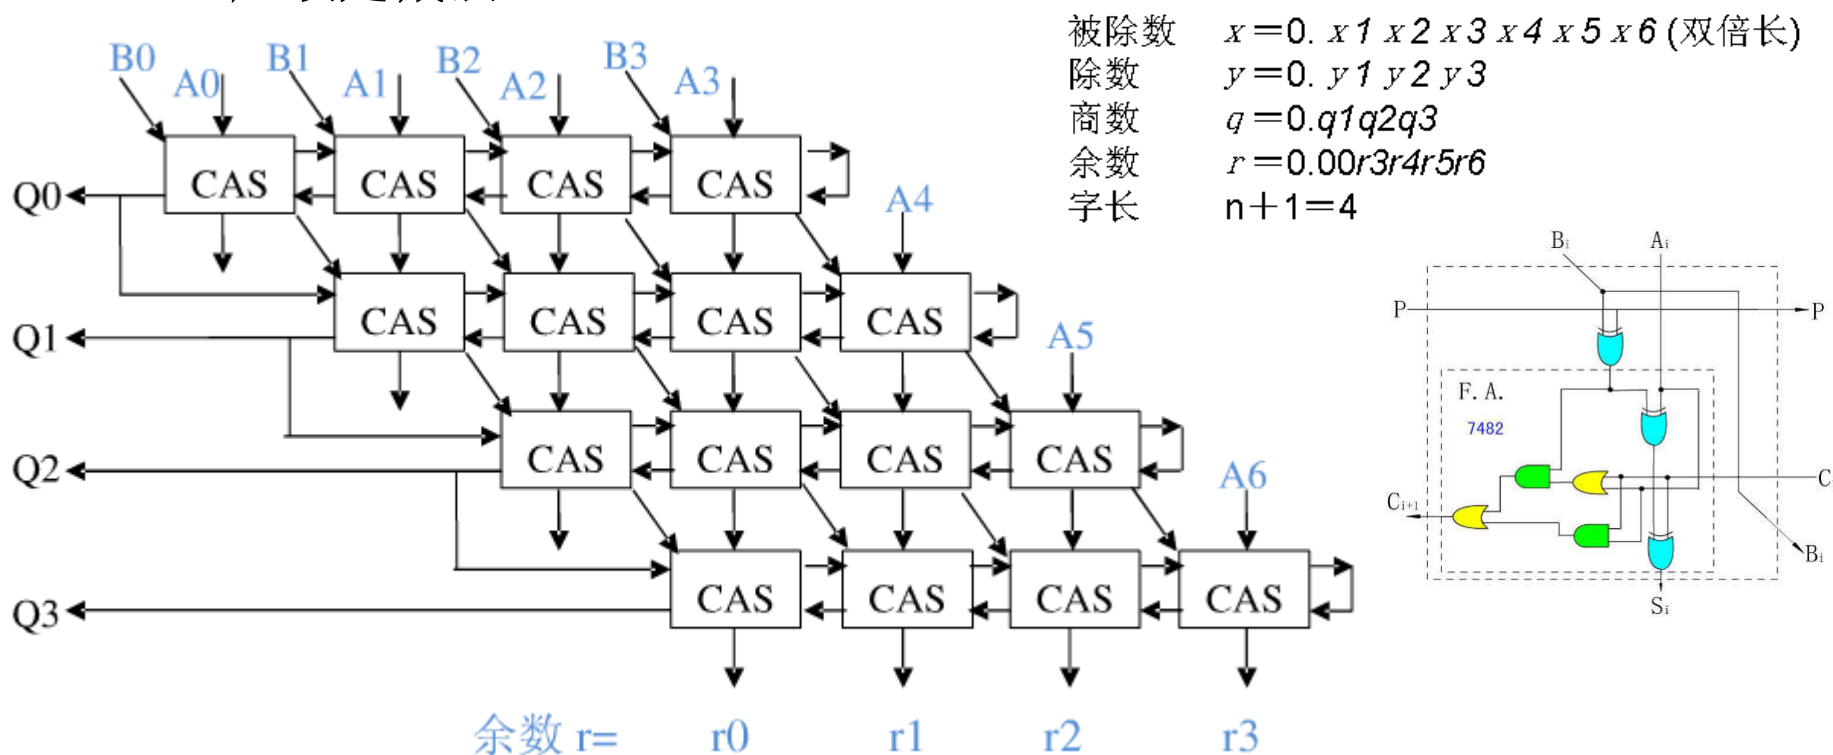 被除数 x＝0. x1 x2 x3 x4 x5 x6 (双倍长)
除数 y＝0. y1 y2 y3
商数 q＝0.q1q2q3
余数 r＝0.00r3r4r5r6
字长 n＋1＝4
B0 A0 B1 A1 B2 A2 B3 A3
CAS CAS CAS CAS
Q0
A4
CAS CAS CAS CAS
Q1
A5
CAS CAS CAS CAS
Q2
A6
CAS CAS CAS CAS
Q3
余数 r= r0 r1 r2 r3
Bi Ai
P P
F.A.
7482
C
Ci+1
Bi
Si